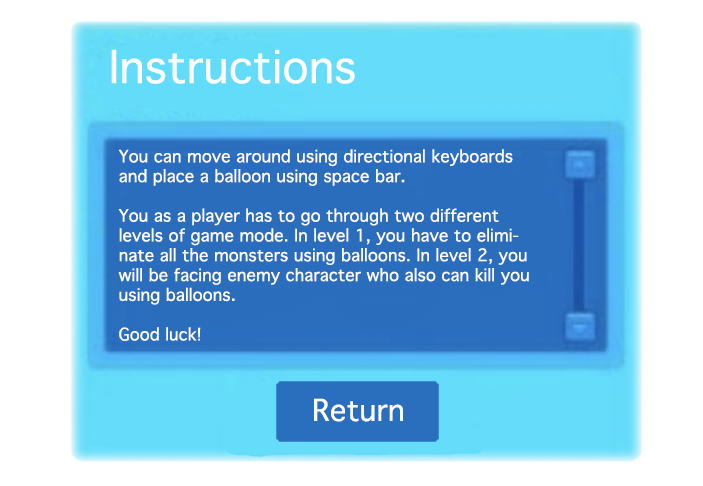 Instructions
You can move around using directional keyboards
and place a balloon using space bar.
You as a player has to go through two different
levels of game mode. In level 1, you have to elimi-
nate all the monsters using balloons. In level 2, you
will be facing enemy character who also can kill you
using balloons.
Good luck!
Return